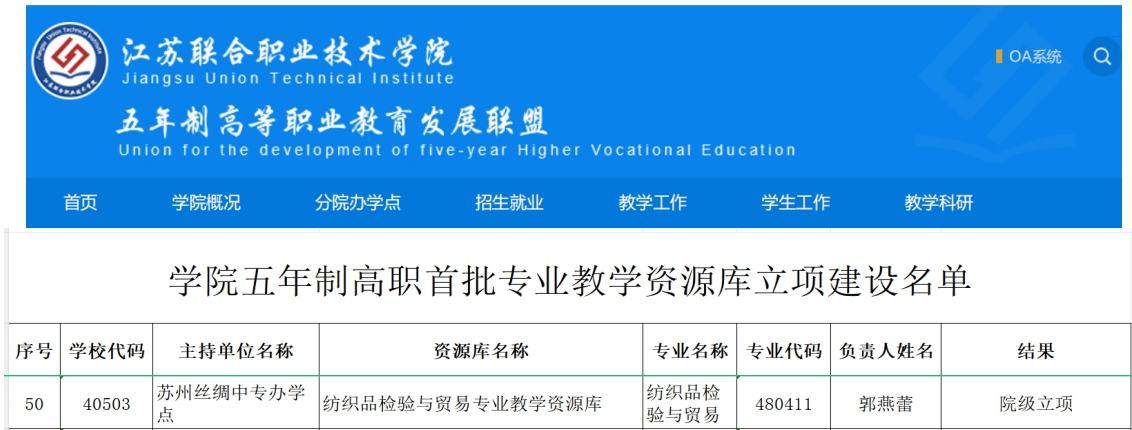 江苏联合职业技术学院
Jiangsu Union Technical Institute
五年制高等职业教育发展联盟
Union for the development of five-year Higher Vocational Education
OA系统
首页 学院概况 分院办学点 招生就业 教学工作 学生工作 教学科研
学院五年制高职首批专业教学资源库立项建设名单
序号 学校代码 主持单位名称 资源库名称 专业名称 专业代码 负责人姓名 结果
50 40503 苏州丝绸中专办学点 纺织品检验与贸易专业教学资源库 纺织品检验与贸易 480411 郭燕蕾 院级立项